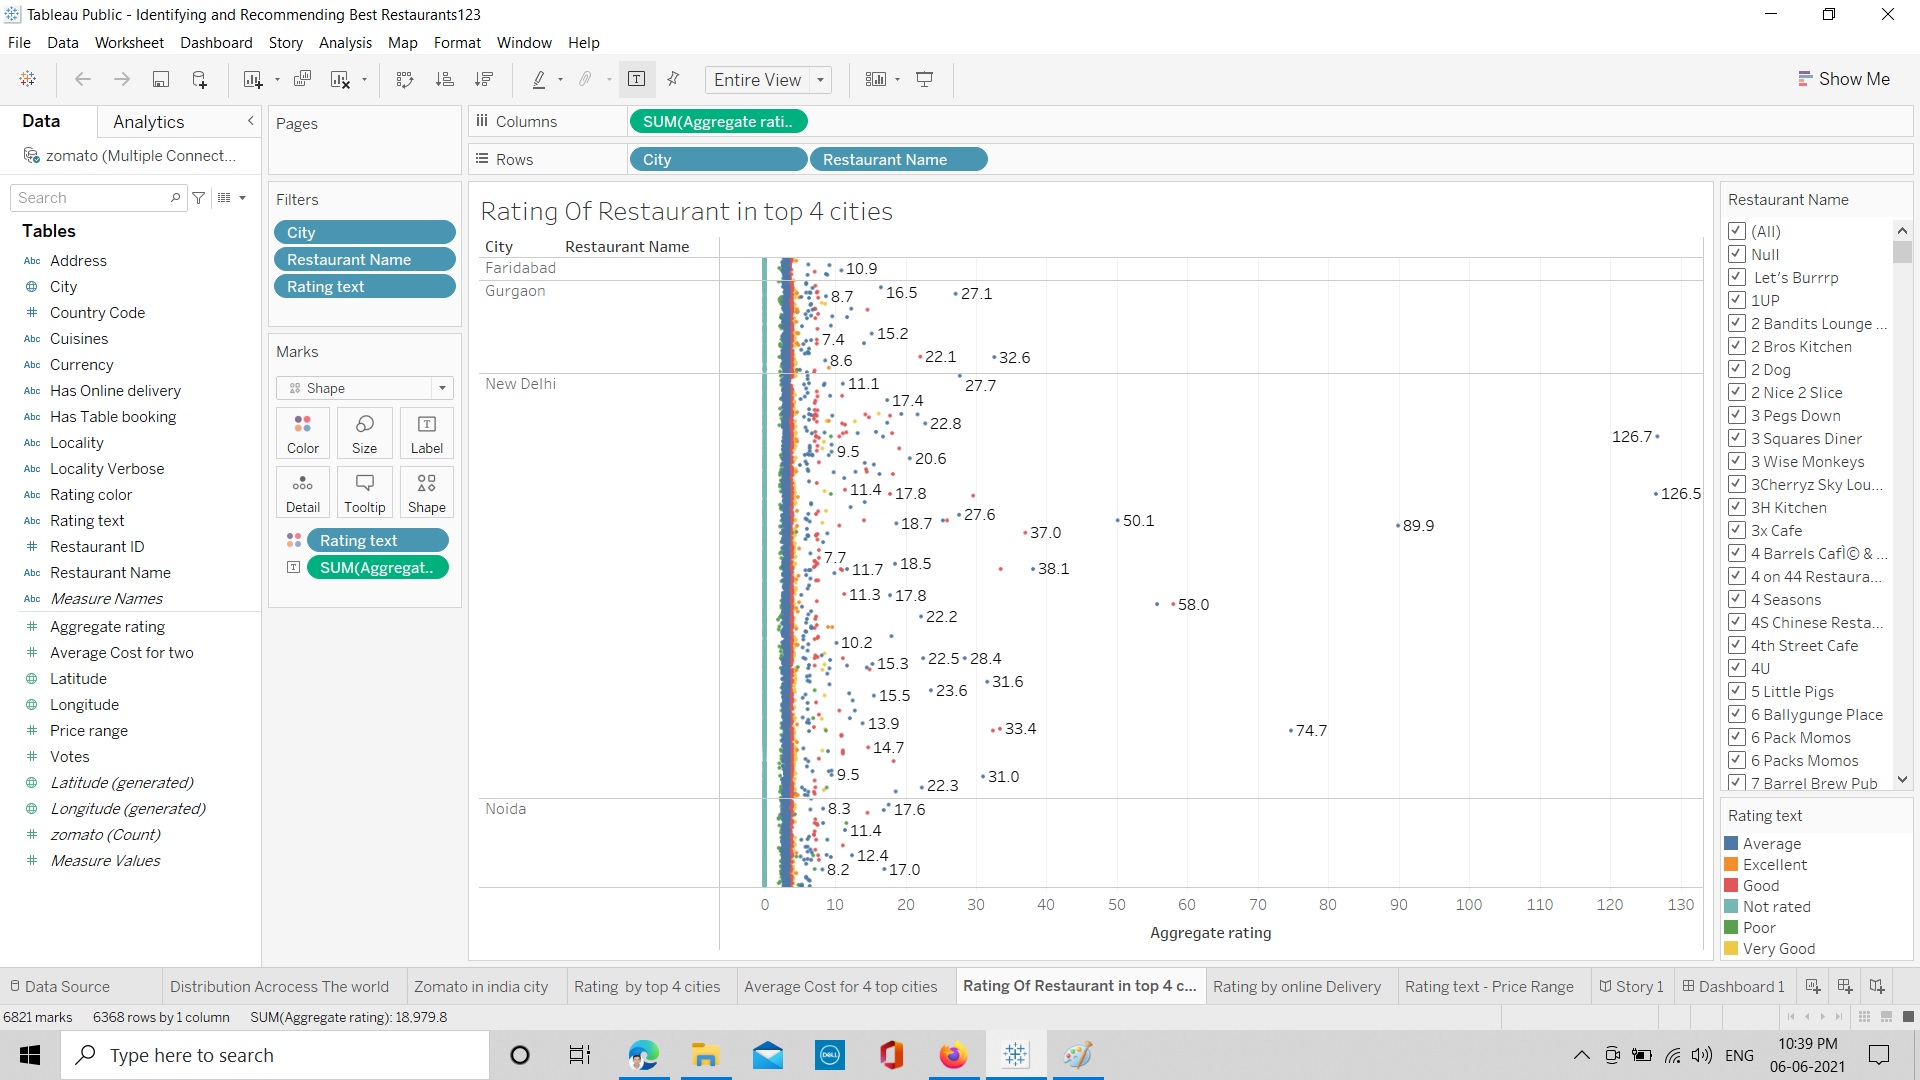 Tableau Public - Identifying and Recommending Best Restaurants123
File Data Worksheet Dashboard Story Analysis Map Format Window Help
Entire View
Show Me
Data
Analytics
zomato (Multiple Connect...
Search
Tables
Abc Address
City
# Country Code
Abc Cuisines
Abc Currency
Abc Has Online delivery
Abc Has Table booking
Abc Locality
Abc Locality Verbose
Abc Rating color
Abc Rating text
# Restaurant ID
Abc Restaurant Name
Abc Measure Names
# Aggregate rating
# Average Cost for two
Latitude
Longitude
# Price range
# Votes
Latitude (generated)
Longitude (generated)
# zomato (Count)
# Measure Values
Pages
Filters
City
Restaurant Name
Rating text
Marks
Shape
Color Size Label
Detail Tooltip Shape
Rating text
SUM(Aggregat..
Columns
SUM(Aggregate rati..
Rows
City
Restaurant Name
Rating Of Restaurant in top 4 cities
City Restaurant Name
Faridabad
10.9
Gurgaon
8.7 16.5 27.1
7.4 15.2
8.6 22.1 32.6
New Delhi
11.1 27.7
17.4
22.8
126.7
9.5
20.6
11.4 17.8 126.5
18.7 27.6 50.1 89.9
37.0
7.7
11.7 18.5 38.1
11.3 17.8
58.0
22.2
10.2
15.3 22.5 28.4
31.6
15.5 23.6
13.9 33.4 74.7
14.7
9.5 31.0
22.3
Noida
8.3 17.6
11.4
12.4
8.2 17.0
0 10 20 30 40 50 60 70 80 90 100 110 120 130
Aggregate rating
Restaurant Name
(All)
Null
Let's Burrrp
1UP
2 Bandits Lounge ...
2 Bros Kitchen
2 Dog
2 Nice 2 Slice
3 Pegs Down
3 Squares Diner
3 Wise Monkeys
3Cherryz Sky Lou...
3H Kitchen
3x Cafe
4 Barrels CafÌ© & ...
4 on 44 Restaura...
4 Seasons
4S Chinese Resta...
4th Street Cafe
4U
5 Little Pigs
6 Ballygunge Place
6 Pack Momos
6 Packs Momos
7 Barrel Brew Pub
Rating text
Average
Excellent
Good
Not rated
Poor
Very Good
Data Source
Distribution Acrocess The world
Zomato in india city
Rating by top 4 cities
Average Cost for 4 top cities
Rating Of Restaurant in top 4 c...
Rating by online Delivery
Rating text - Price Range
Story 1
Dashboard 1
6821 marks 6368 rows by 1 column SUM(Aggregate rating): 18,979.8
Type here to search
DELL
ENG
10:39 PM
06-06-2021